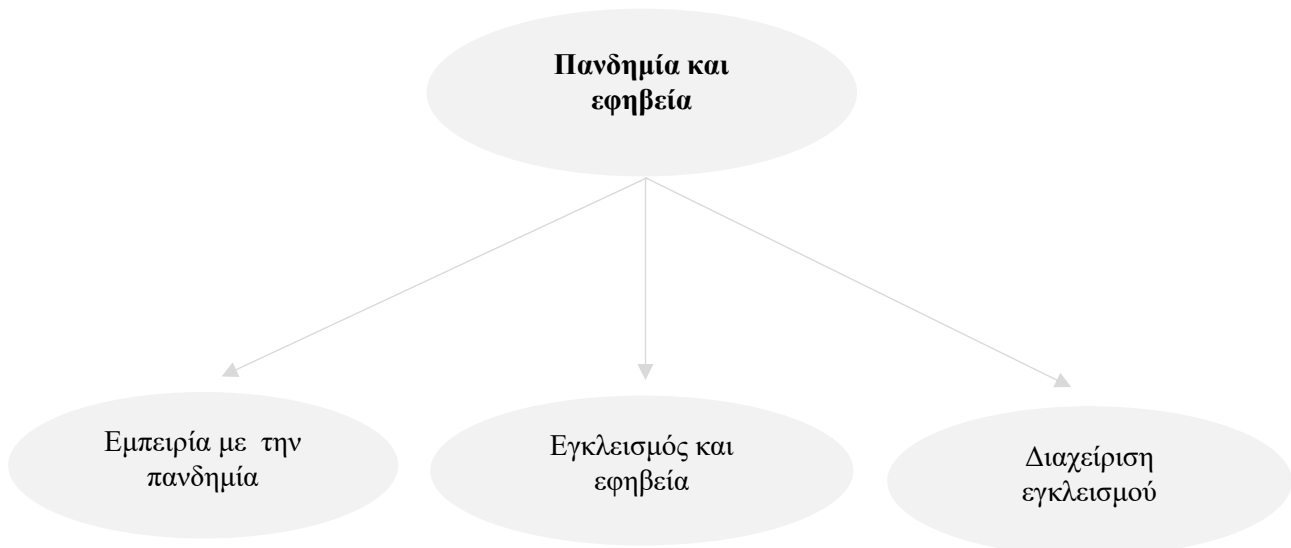 Πανδημία και
εφηβεία
Εμπειρία με την
πανδημία
Εγκλεισμός και
εφηβεία
Διαχείριση
εγκλεισμού